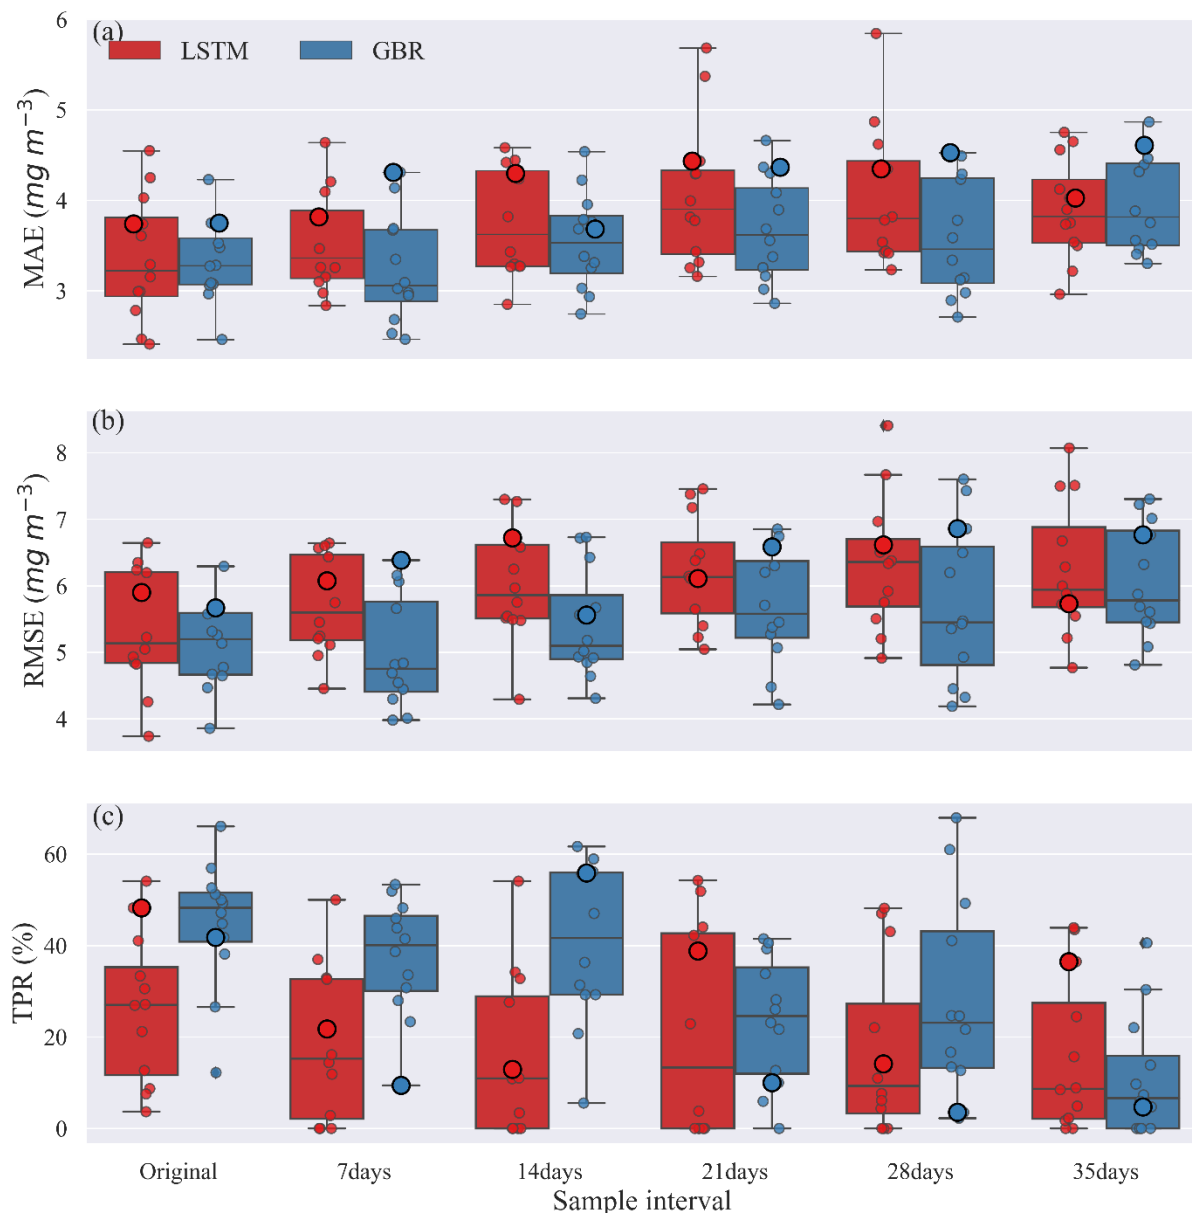 (a)
LSTM GBR
6
5
4
3
MAE (mg m⁻³)
(b)
8
7
6
5
4
RMSE (mg m⁻³)
(c)
60
40
20
0
TPR (%)
Original 7days 14days 21days 28days 35days
Sample interval